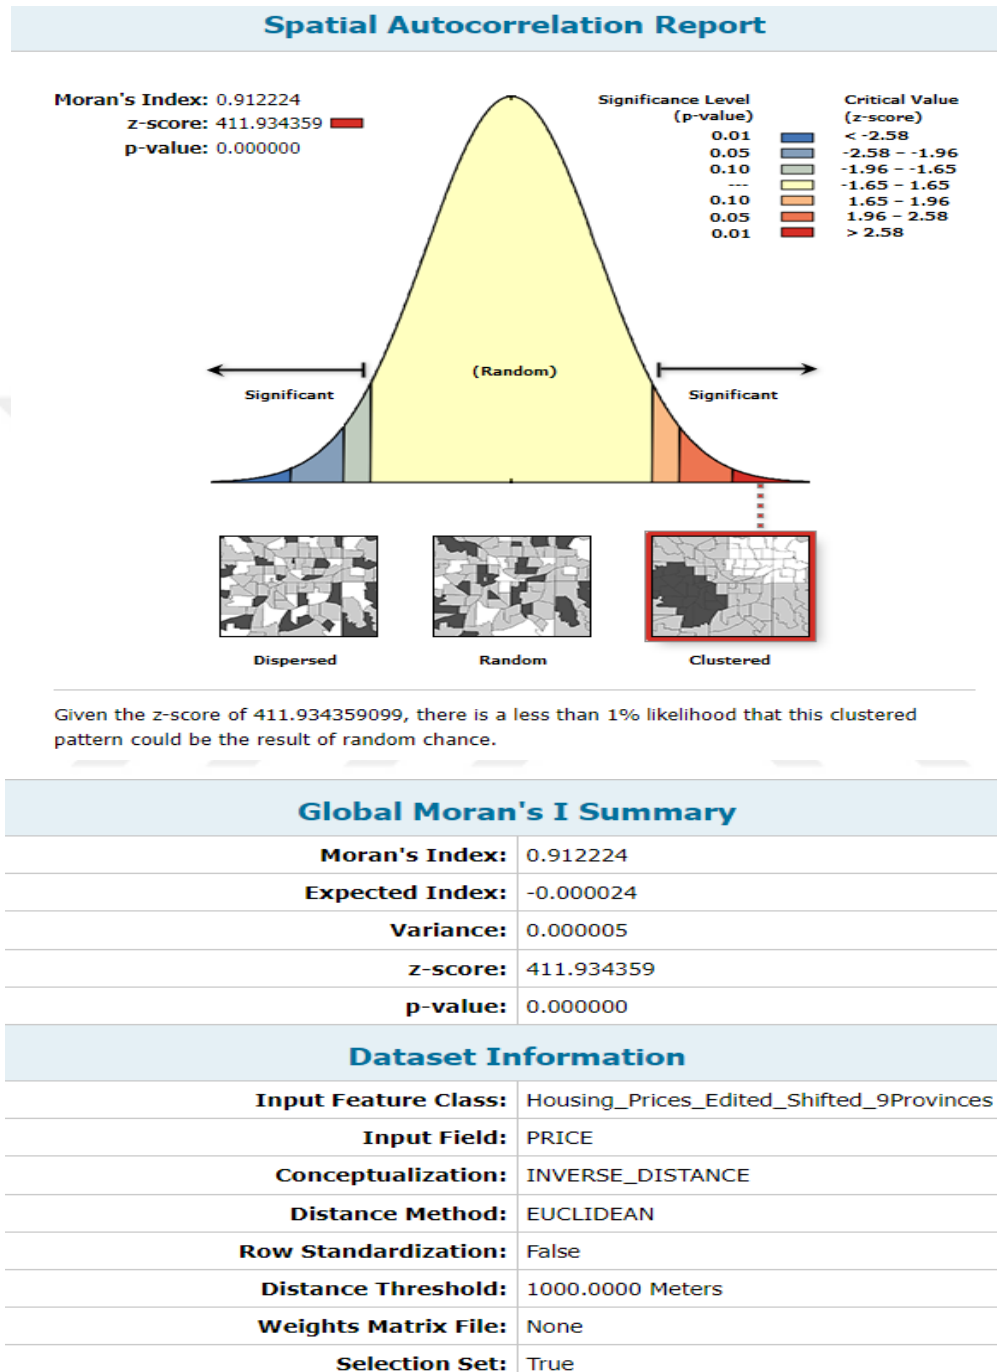 Spatial Autocorrelation Report
Moran's Index: 0.912224
z-score: 411.934359
p-value: 0.000000
Significance Level (p-value) Critical Value (z-score)
0.01 < -2.58
0.05 -2.58 – -1.96
0.10 -1.96 – -1.65
--- -1.65 – 1.65
0.10 1.65 – 1.96
0.05 1.96 – 2.58
0.01 > 2.58
Significant (Random) Significant
Dispersed Random Clustered
Given the z-score of 411.934359099, there is a less than 1% likelihood that this clustered
pattern could be the result of random chance.
Global Moran's I Summary
Moran's Index: 0.912224
Expected Index: -0.000024
Variance: 0.000005
z-score: 411.934359
p-value: 0.000000
Dataset Information
Input Feature Class: Housing_Prices_Edited_Shifted_9Provinces
Input Field: PRICE
Conceptualization: INVERSE_DISTANCE
Distance Method: EUCLIDEAN
Row Standardization: False
Distance Threshold: 1000.0000 Meters
Weights Matrix File: None
Selection Set: True